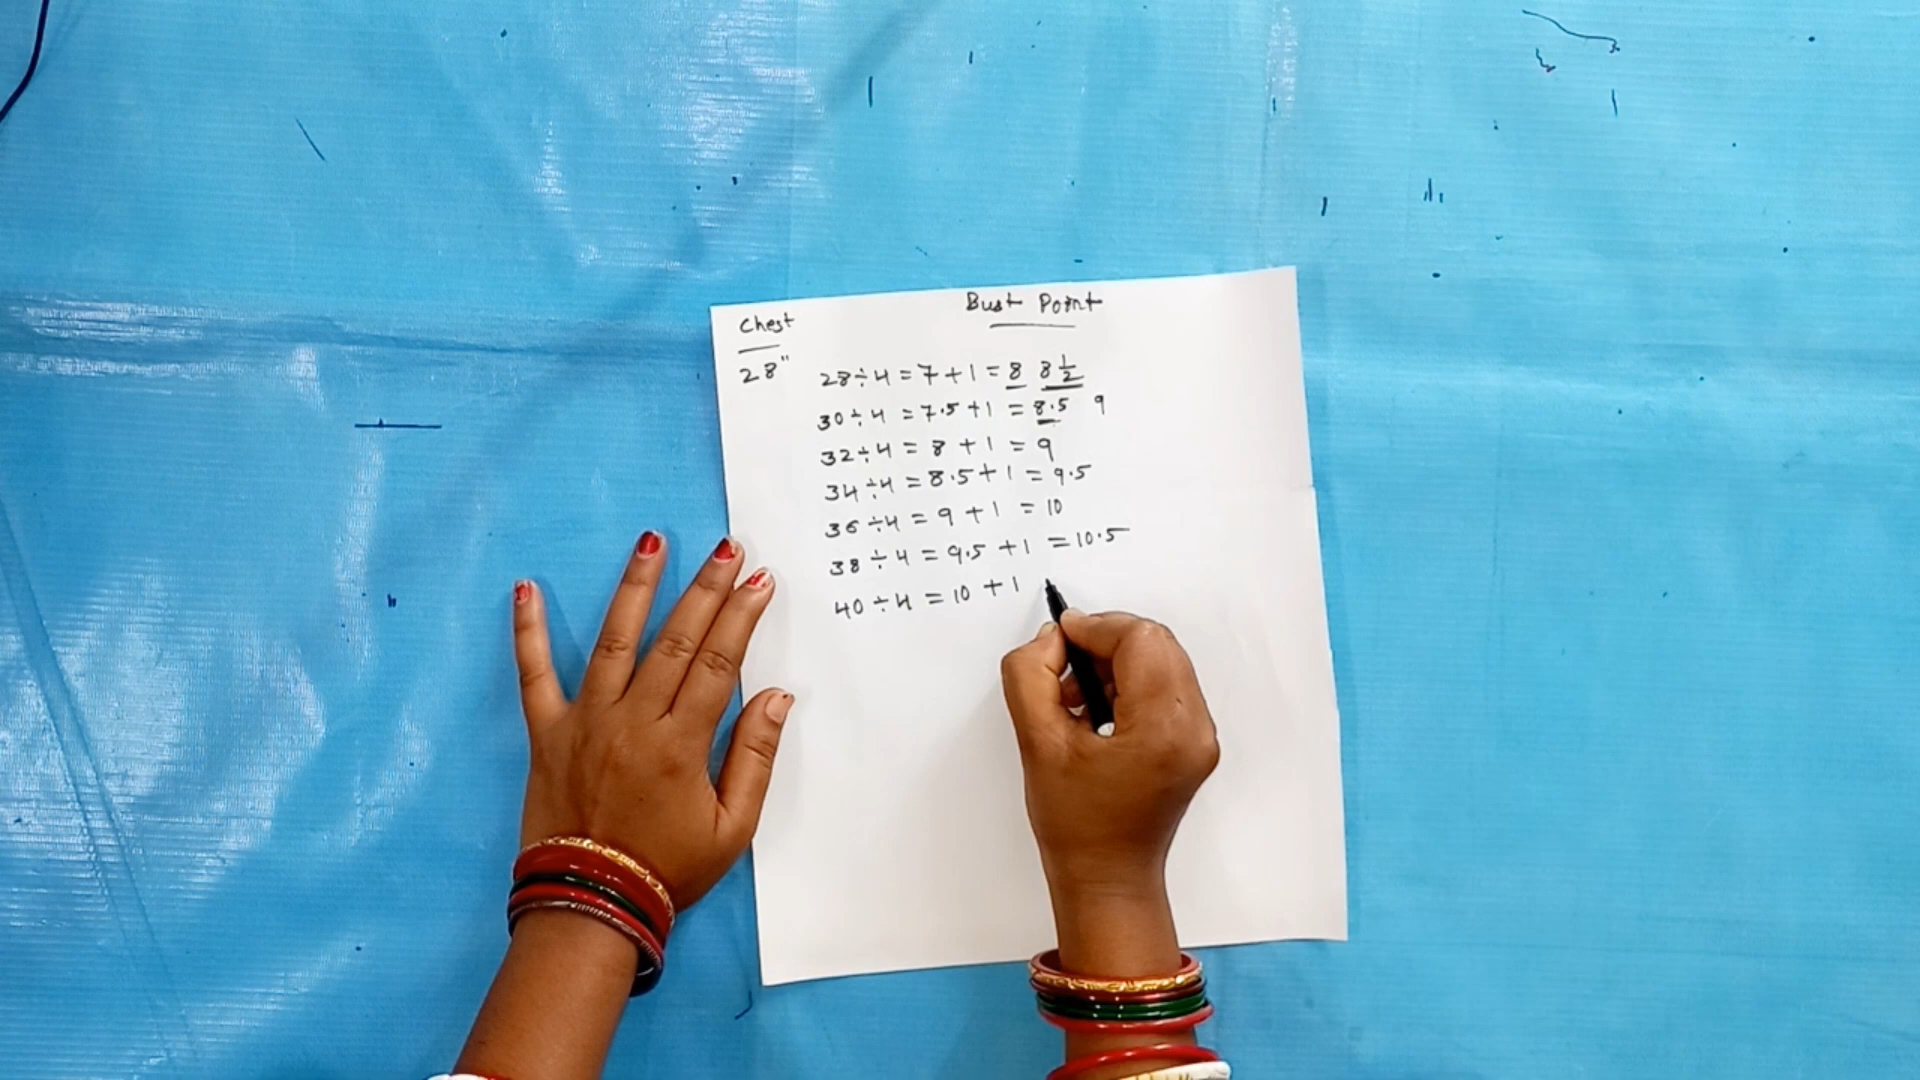 Bust Point
Chest
28" 28÷4 = 7+1 = 8 8 1/2
30÷4 = 7.5+1 = 8.5 9
32÷4 = 8 + 1 = 9
34÷4 = 8.5+1 = 9.5
36÷4 = 9 + 1 = 10
38÷4 = 9.5 +1 = 10.5
40÷4 = 10 + 1